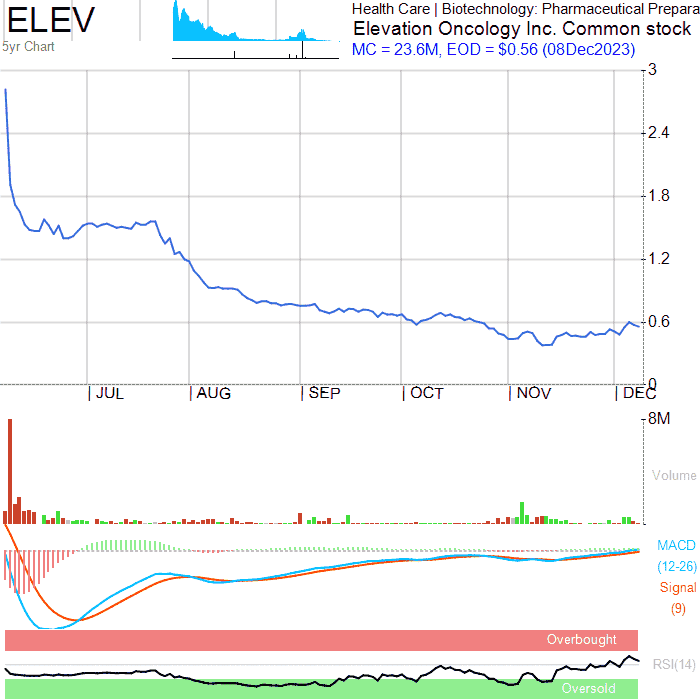 ELEV
5yr Chart
Health Care | Biotechnology: Pharmaceutical Prepara
Elevation Oncology Inc. Common stock
MC = 23.6M, EOD = $0.56 (08Dec2023)
3
2.4
1.8
1.2
0.6
0
JUL AUG SEP OCT NOV DEC
8M
Volume
MACD
(12-26)
Signal
(9)
Overbought
RSI(14)
Oversold